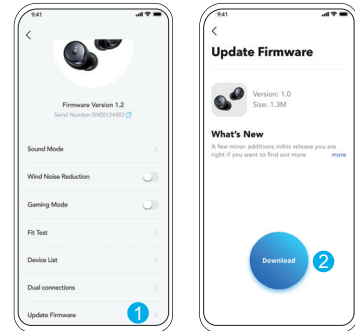 9:41
Firmware Version 1.2
Serial Number SN00124483
Sound Mode
Wind Noise Reduction
Gaming Mode
Fit Test
Device List
Dual connections
Update Firmware
1
9:41
Update Firmware
Version: 1.0
Size: 1.3M
What's New
A few minor additions inthis release.you are
right if you want to find out more more
Download
2